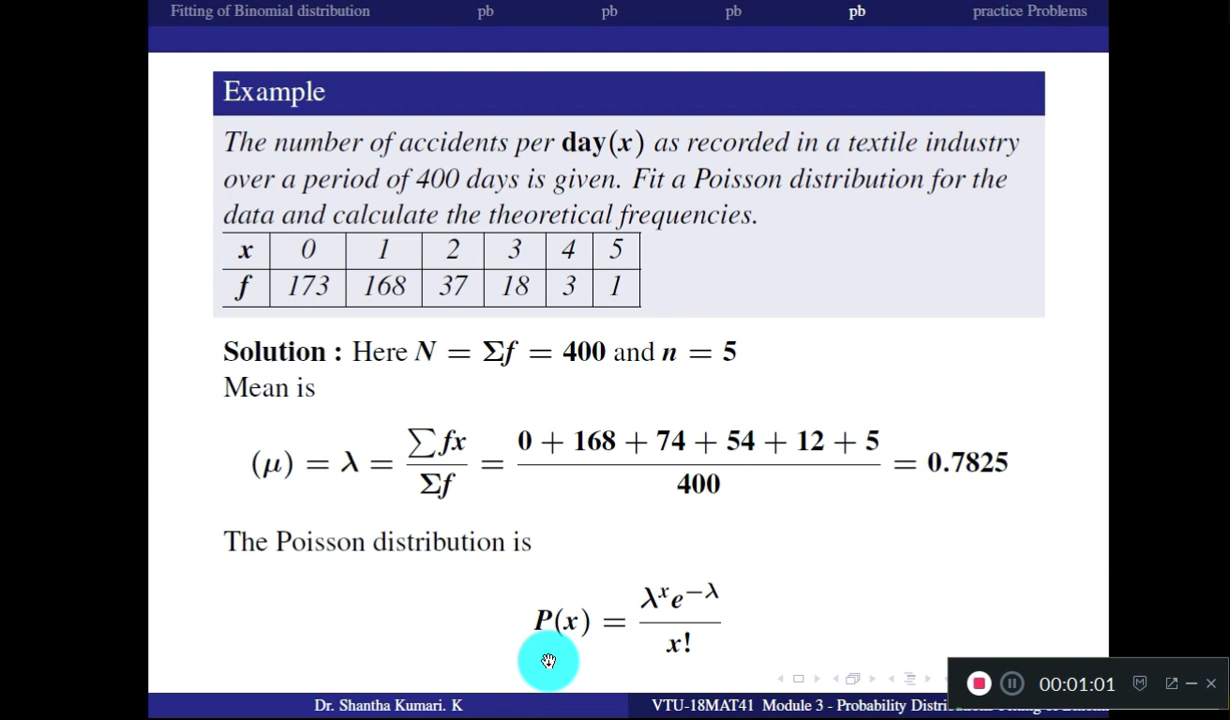 Fitting of Binomial distribution pb pb pb pb practice Problems
Example
The number of accidents per day(x) as recorded in a textile industry
over a period of 400 days is given. Fit a Poisson distribution for the
data and calculate the theoretical frequencies.
x 0 1 2 3 4 5
f 173 168 37 18 3 1
Solution : Here N = Σf = 400 and n = 5
Mean is
(μ) = λ = ∑fx / Σf = 0 + 168 + 74 + 54 + 12 + 5 / 400 = 0.7825
The Poisson distribution is
P(x) = λ^x e^−λ / x!
00:01:01
Dr. Shantha Kumari. K VTU-18MAT41 Module 3 - Probability